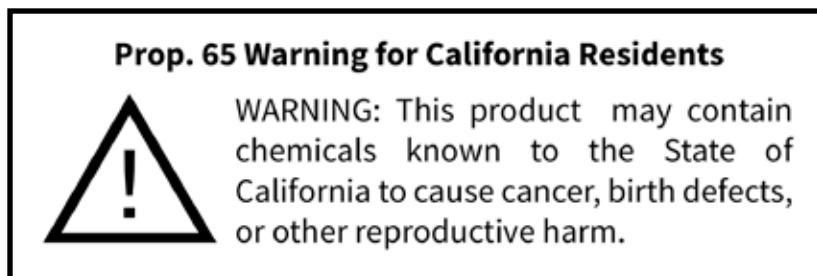 Prop. 65 Warning for California Residents
WARNING: This product may contain
chemicals known to the State of
California to cause cancer, birth defects,
or other reproductive harm.